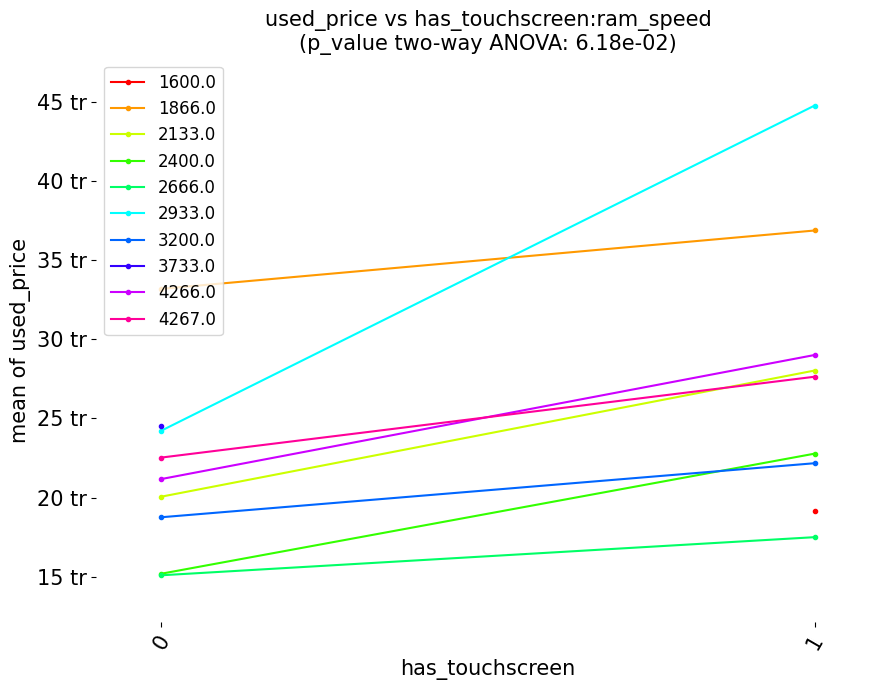 used_price vs has_touchscreen:ram_speed
(p_value two-way ANOVA: 6.18e-02)
1600.0
1866.0
2133.0
2400.0
2666.0
2933.0
3200.0
3733.0
4266.0
4267.0
45 tr
40 tr
35 tr
30 tr
25 tr
20 tr
15 tr
mean of used_price
0
1
has_touchscreen